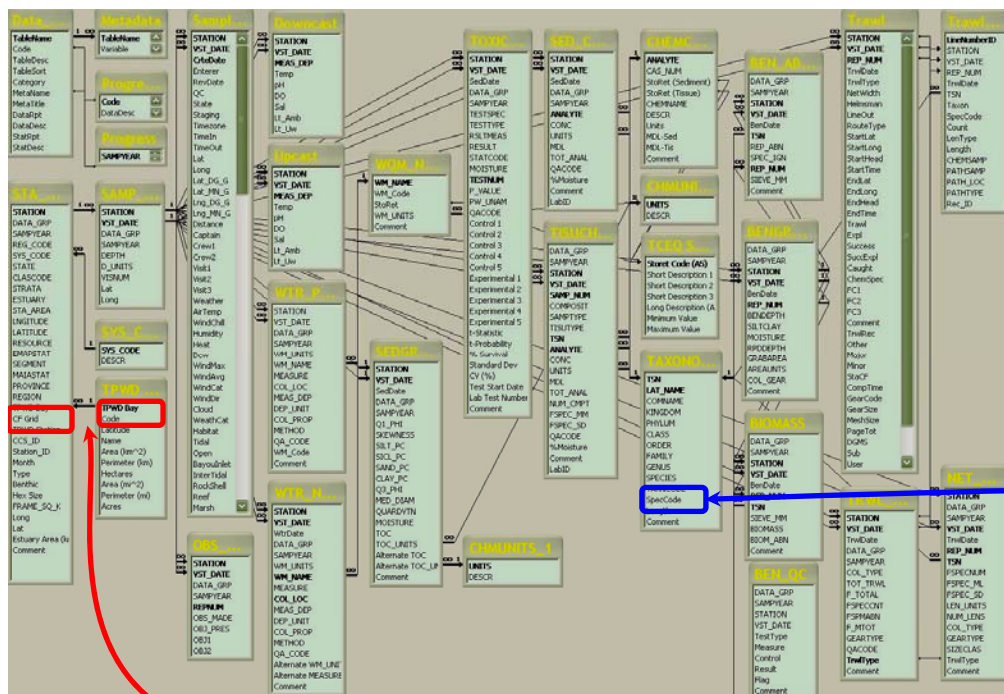 Data_...
TableName
Code
TableDesc
TableSort
Category
MetaName
MetaTitle
DataRpt
DataDesc
StatRpt
StatDesc
Metadata
TableName
Variable
Progre...
Code
DataDesc
Progress
SAMPYEAR
Sampl...
STATION
VST_DATE
CrteDate
Enterer
RevDate
QC
State
Staging
Timezone
TimeIn
TimeOut
Lat
Long
Lat_DG_G
Lat_MN_G
Lng_DG_G
Lng_MN_G
Distance
Captain
Crew1
Crew2
Visit1
Visit2
Visit3
Weather
AirTemp
WindChill
Humidity
Heat
Dew
WindMax
WindAvg
WindCat
WindDir
Cloud
WeathCat
Habitat
Tidal
Open
BayouInlet
InterTidal
RockShell
Reef
Marsh
STA_...
STATION
DATA_GRP
SAMPYEAR
REG_CODE
SYS_CODE
STATE
CLASCODE
STRATA
ESTUARY
STA_AREA
LNGITUDE
LATITUDE
RESOURCE
EMAPSTAT
SEGMENT
MAIASTAT
PROVINCE
REGION
CF Grid
CCS_ID
Station_ID
Month
Type
Benthic
Hex Size
FRAME_SQ_K
Long
Lat
Estuary Area (k
Comment
SAMP_...
STATION
VST_DATE
DATA_GRP
SAMPYEAR
DEPTH
D_UNITS
VISNUM
Lat
Long
SYS_C...
SYS_CODE
DESCR
TPWD
TPWD Bay
Code
Latitude
Name
Area (km^2)
Perimeter (km)
Hectares
Area (mi^2)
Perimeter (mi)
Acres
OBS_...
STATION
VST_DATE
DATA_GRP
SAMPYEAR
REPNUM
OBS_MADE
OBJ_PRES
OBJ1
OBJ2
Downcast
STATION
VST_DATE
MEAS_DEP
Temp
pH
DO
Sal
Lt_Amb
Lt_Uw
Upcast
STATION
VST_DATE
MEAS_DEP
Temp
pH
DO
Sal
Lt_Amb
Lt_Uw
WTR_P...
STATION
VST_DATE
DATA_GRP
SAMPYEAR
WM_UNITS
WM_NAME
MEASURE
COL_LOC
MEAS_DEP
DEP_UNIT
COL_PROP
METHOD
QA_CODE
WM_Code
Comment
WTR_N...
STATION
VST_DATE
WtrDate
DATA_GRP
SAMPYEAR
WM_UNITS
WM_NAME
MEASURE
COL_LOC
MEAS_DEP
DEP_UNIT
COL_PROP
METHOD
QA_CODE
Alternate WM_UNI
Alternate MEASURE
Comment
WQM_N...
WM_NAME
WM_Code
StoRet
WM_UNITS
Comment
SEDGR...
STATION
VST_DATE
SedDate
DATA_GRP
SAMPYEAR
Q1_PHI
SKEWNESS
SILT_PC
SICL_PC
SAND_PC
CLAY_PC
Q3_PHI
MED_DIAM
QUARDVTN
MOISTURE
TOC
TOC_UNITS
Alternate TOC
Alternate TOC_U
Comment
TOXIC...
STATION
VST_DATE
SedDate
DATA_GRP
SAMPYEAR
TESTSPEC
TESTTYPE
RSLTMEAS
RESULT
STATCODE
MOISTURE
TESTNUM
P_VALUE
PW_UNAM
QACODE
Control 1
Control 2
Control 3
Control 4
Control 5
Experimental 1
Experimental 2
Experimental 3
Experimental 4
Experimental 5
t-Statistic
t-Probability
% Survival
Standard Dev
CV (%)
Test Start Date
Lab Test Number
Comment
CHMUNITS_1
UNITS
DESCR
SED_C...
STATION
VST_DATE
SedDate
DATA_GRP
SAMPYEAR
ANALYTE
CONC
UNITS
MDL
TOT_ANAL
QACODE
%Moisture
Comment
LabID
TISUCH...
DATA_GRP
SAMPYEAR
STATION
VST_DATE
SAMP_NUM
COMPOSIT
SAMPTYPE
TISUTYPE
TSN
ANALYTE
CONC
UNITS
MDL
TOT_ANAL
NUM_CMPT
FSPEC_MM
FSPEC_SD
QACODE
%Moisture
Comment
LabID
CHEMC...
ANALYTE
CAS_NUM
StoRet (Sediment)
StoRet (Tissue)
CHEMNAME
DESCR
Units
MDL-Sed
MDL-Tis
Comment
CHMUNI...
UNITS
DESCR
TCEQ S...
Storet Code (AS)
Short Description 1
Short Description 2
Short Description 3
Long Description (A
Minimum Value
Maximum Value
TAXONO...
TSN
LAT_NAME
COMNAME
KINGDOM
PHYLUM
CLASS
ORDER
FAMILY
GENUS
SPECIES
SpecCode
Comment
BEN_AB...
DATA_GRP
SAMPYEAR
STATION
VST_DATE
BenDate
TSN
REP_ABN
SPEC_IGN
REP_NUM
SIEVE_MM
Comment
BENGR...
DATA_GRP
SAMPYEAR
STATION
VST_DATE
BenDate
REP_NUM
BENDEPTH
SILTCLAY
MOISTURE
RPDDEPTH
GRABAREA
AREAUNTS
COL_GEAR
Comment
BIOMASS
DATA_GRP
SAMPYEAR
STATION
VST_DATE
BenDate
REP_NUM
TSN
SIEVE_MM
BIOMASS
BIOM_ABN
Comment
BEN_QC
DATA_GRP
SAMPYEAR
STATION
VST_DATE
TestType
Measure
Control
Result
Flag
Comment
Trawl
STATION
VST_DATE
REP_NUM
TrwlDate
TrwlType
NetWidth
Helmsman
LineOut
RouteType
StartLat
StartLong
StartHead
StartTime
EndLat
EndLong
EndHead
EndTime
Trawl
Expl
Success
SuccExpl
Caught
ChemSpec
FC1
FC2
FC3
Comment
TrwlRec
Other
Major
Minor
StaCF
CompTime
GearCode
GearSize
MeshSize
PageTot
DGMS
Sub
User
STATION
VST_DATE
TrwlDate
DATA_GRP
SAMPYEAR
COL_TYPE
TOT_TRWL
F_TOTAL
FSPECCNT
FSPMABN
F_MTOT
GEARTYPE
QACODE
TrwlType
Comment
Trawl...
LineNumberID
STATION
VST_DATE
REP_NUM
TrwlDate
TSN
Taxon
SpecCode
Count
LenType
Length
CHEMSAMP
PATHSAMP
PATH_LOC
PATHTYPE
Rec_ID
NET_...
DATA_GRP
SAMPYEAR
STATION
VST_DATE
TrwlDate
REP_NUM
TSN
FSPECNUM
FSPEC_ML
FSPEC_SD
LEN_UNITS
NUM_LENS
COL_TYPE
GEARTYPE
SIZECLAS
TrwlType
Comment